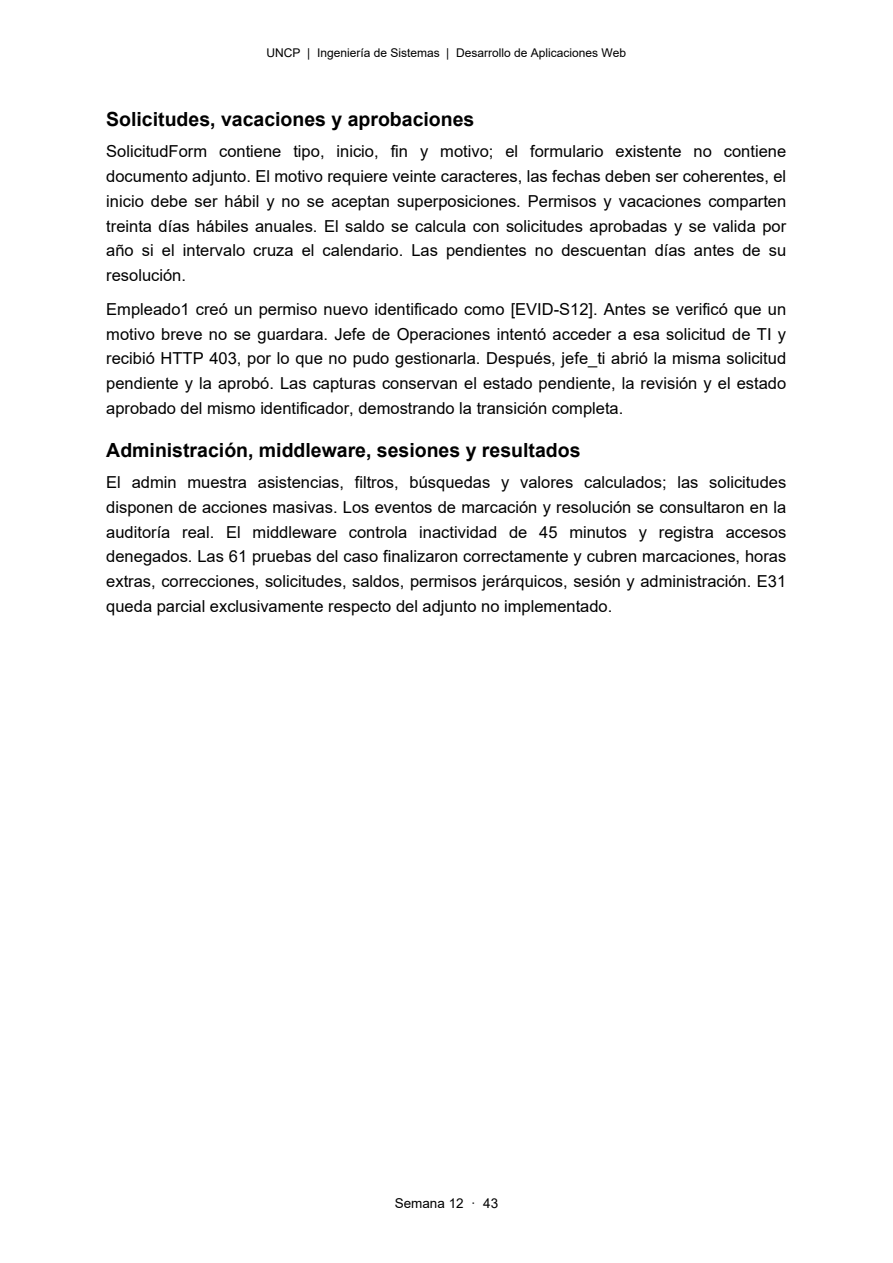 UNCP | Ingeniería de Sistemas | Desarrollo de Aplicaciones Web
Solicitudes, vacaciones y aprobaciones
SolicitudForm contiene tipo, inicio, fin y motivo; el formulario existente no contiene
documento adjunto. El motivo requiere veinte caracteres, las fechas deben ser coherentes, el
inicio debe ser hábil y no se aceptan superposiciones. Permisos y vacaciones comparten
treinta días hábiles anuales. El saldo se calcula con solicitudes aprobadas y se valida por
año si el intervalo cruza el calendario. Las pendientes no descuentan días antes de su
resolución.
Empleado1 creó un permiso nuevo identificado como [EVID-S12]. Antes se verificó que un
motivo breve no se guardara. Jefe de Operaciones intentó acceder a esa solicitud de TI y
recibió HTTP 403, por lo que no pudo gestionarla. Después, jefe_ti abrió la misma solicitud
pendiente y la aprobó. Las capturas conservan el estado pendiente, la revisión y el estado
aprobado del mismo identificador, demostrando la transición completa.
Administración, middleware, sesiones y resultados
El admin muestra asistencias, filtros, búsquedas y valores calculados; las solicitudes
disponen de acciones masivas. Los eventos de marcación y resolución se consultaron en la
auditoría real. El middleware controla inactividad de 45 minutos y registra accesos
denegados. Las 61 pruebas del caso finalizaron correctamente y cubren marcaciones, horas
extras, correcciones, solicitudes, saldos, permisos jerárquicos, sesión y administración. E31
queda parcial exclusivamente respecto del adjunto no implementado.
Semana 12 · 43